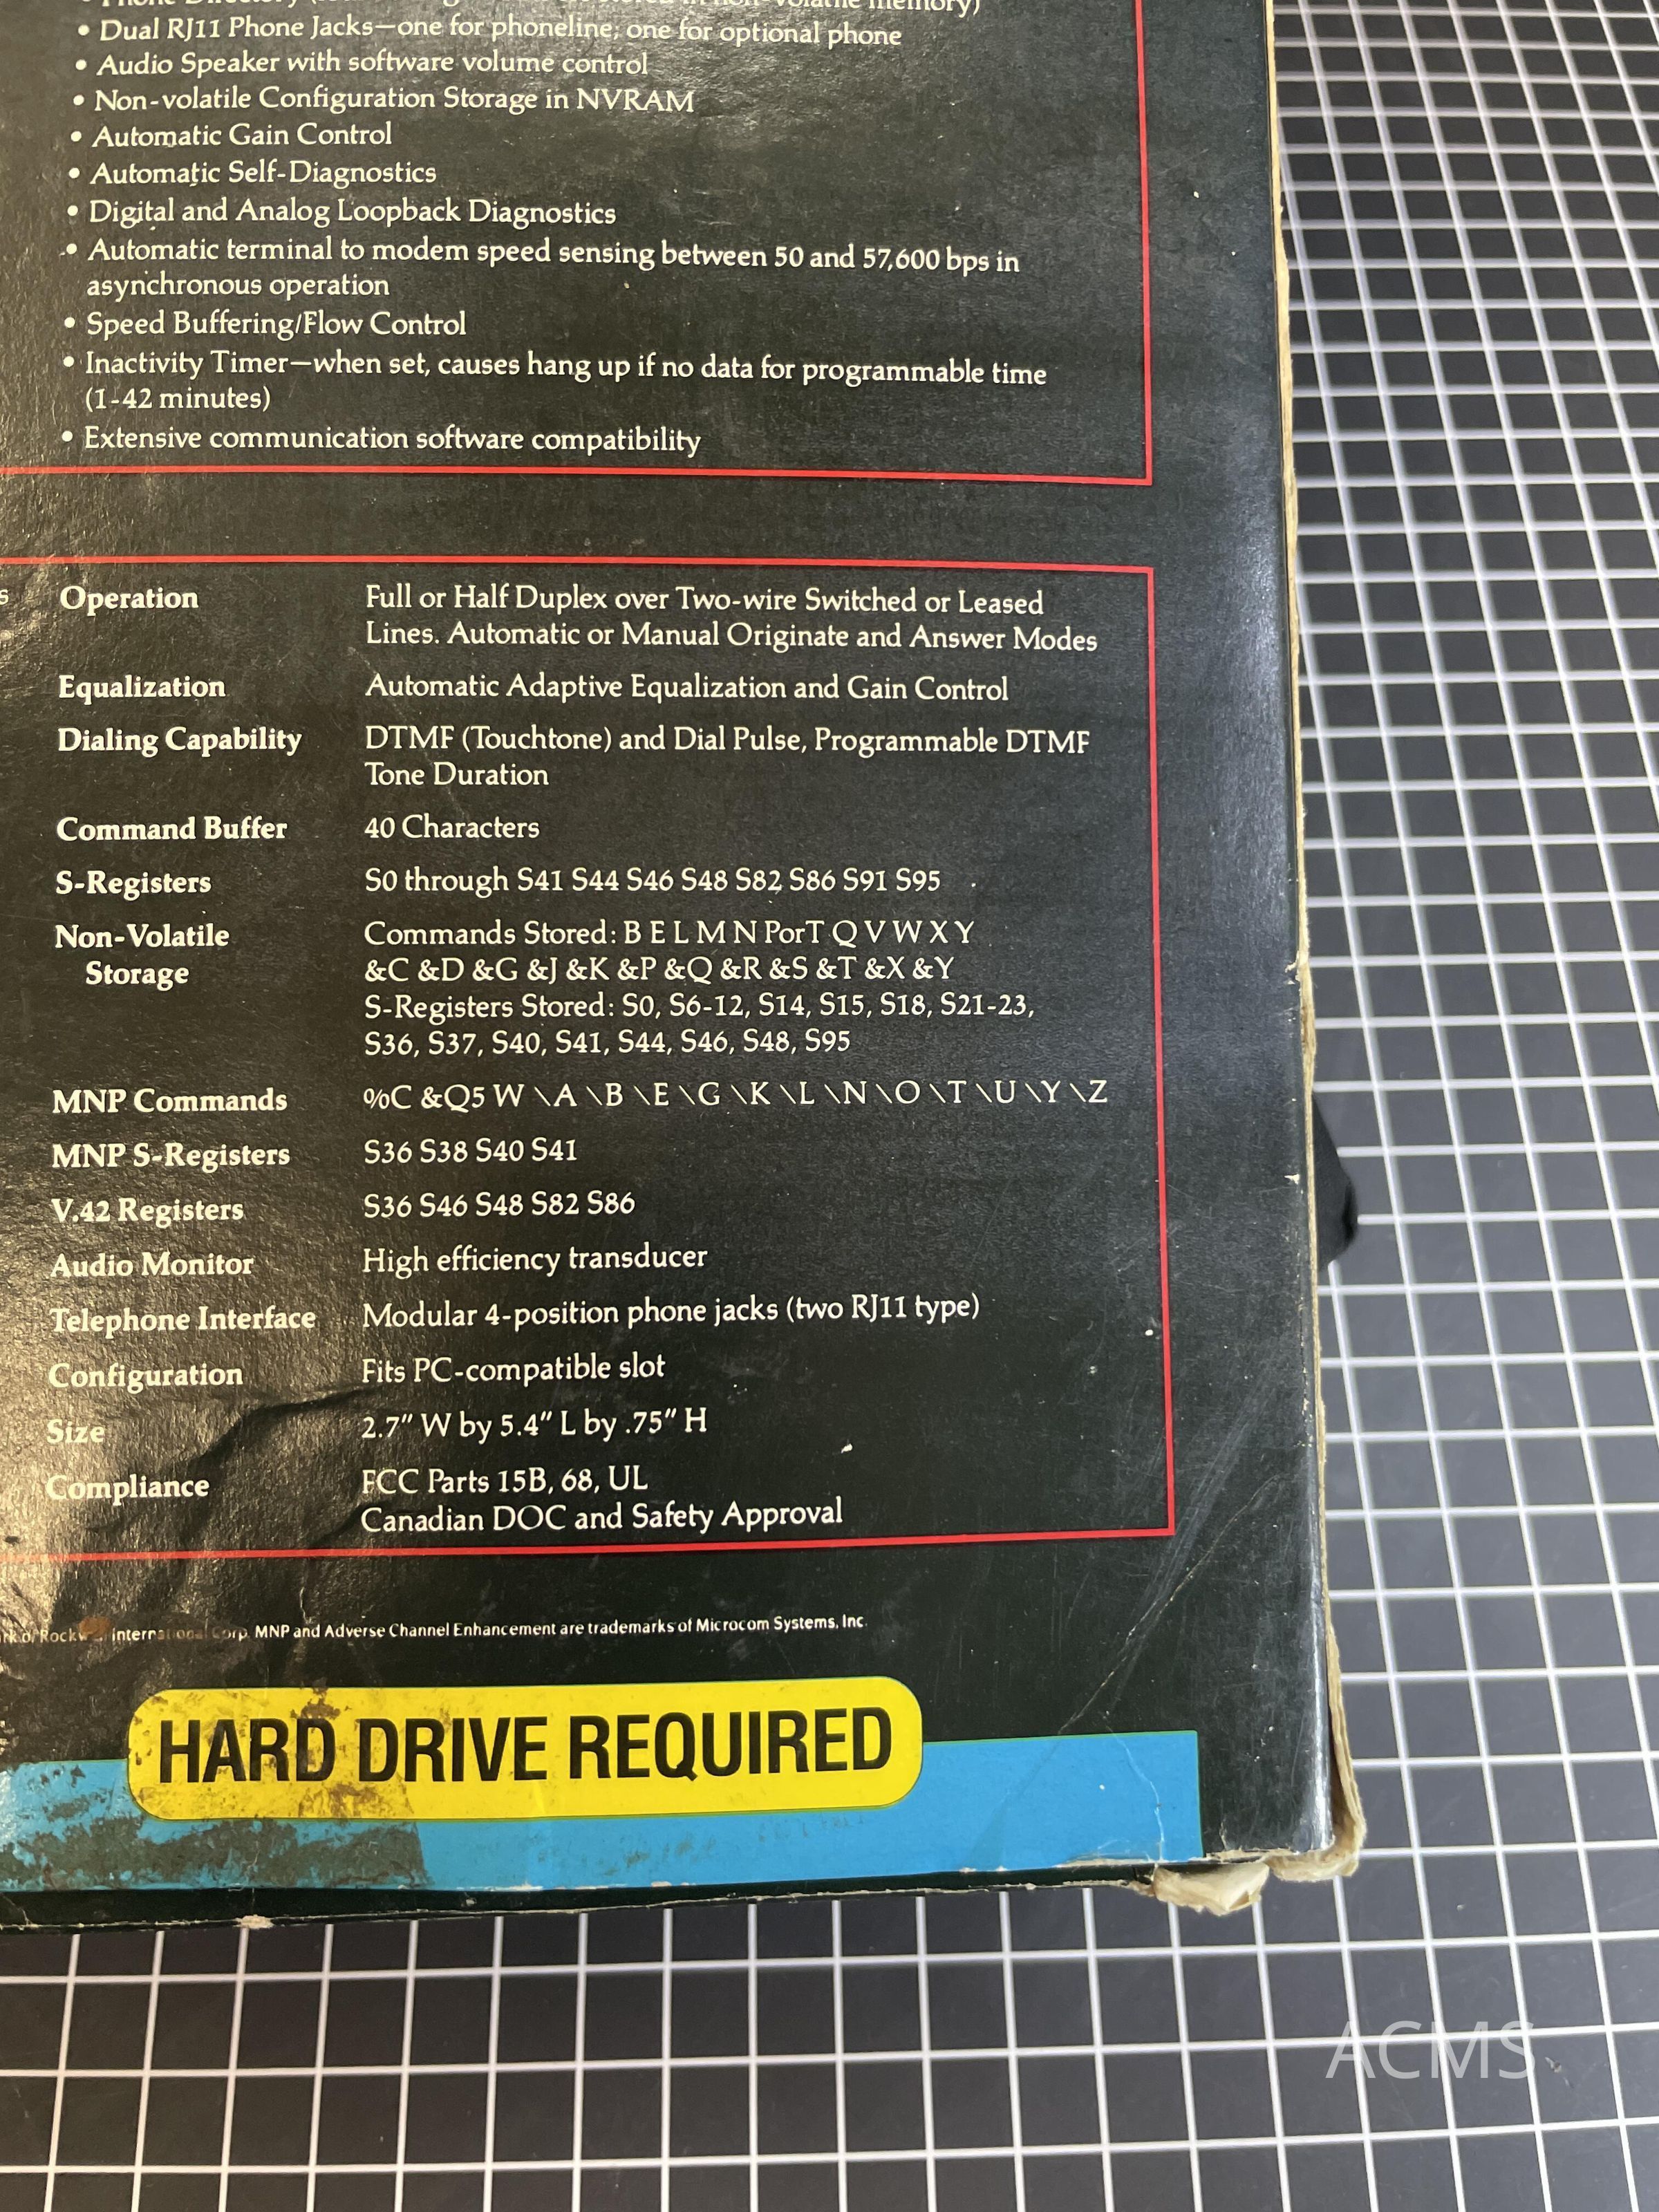 memory)
• Dual RJ11 Phone Jacks—one for phoneline; one for optional phone
• Audio Speaker with software volume control
• Non-volatile Configuration Storage in NVRAM
• Automatic Gain Control
• Automatic Self-Diagnostics
• Digital and Analog Loopback Diagnostics
• Automatic terminal to modem speed sensing between 50 and 57,600 bps in
asynchronous operation
• Speed Buffering/Flow Control
• Inactivity Timer—when set, causes hang up if no data for programmable time
(1-42 minutes)
• Extensive communication software compatibility
Operation Full or Half Duplex over Two-wire Switched or Leased
Lines. Automatic or Manual Originate and Answer Modes
Equalization Automatic Adaptive Equalization and Gain Control
Dialing Capability DTMF (Touchtone) and Dial Pulse, Programmable DTMF
Tone Duration
Command Buffer 40 Characters
S-Registers S0 through S41 S44 S46 S48 S82 S86 S91 S95
Non-Volatile Commands Stored: B E L M N PorT Q V W X Y
Storage &C &D &G &J &K &P &Q &R &S &T &X &Y
S-Registers Stored: S0, S6-12, S14, S15, S18, S21-23,
S36, S37, S40, S41, S44, S46, S48, S95
MNP Commands %C &Q5 W \A \B \E \G \K \L \N \O \T \U \Y \Z
MNP S-Registers S36 S38 S40 S41
V.42 Registers S36 S46 S48 S82 S86
Audio Monitor High efficiency transducer
Telephone Interface Modular 4-position phone jacks (two RJ11 type)
Configuration Fits PC-compatible slot
Size 2.7" W by 5.4" L by .75" H
Compliance FCC Parts 15B, 68, UL
Canadian DOC and Safety Approval
of Rockwell International Corp. MNP and Adverse Channel Enhancement are trademarks of Microcom Systems, Inc.
HARD DRIVE REQUIRED
ACMS